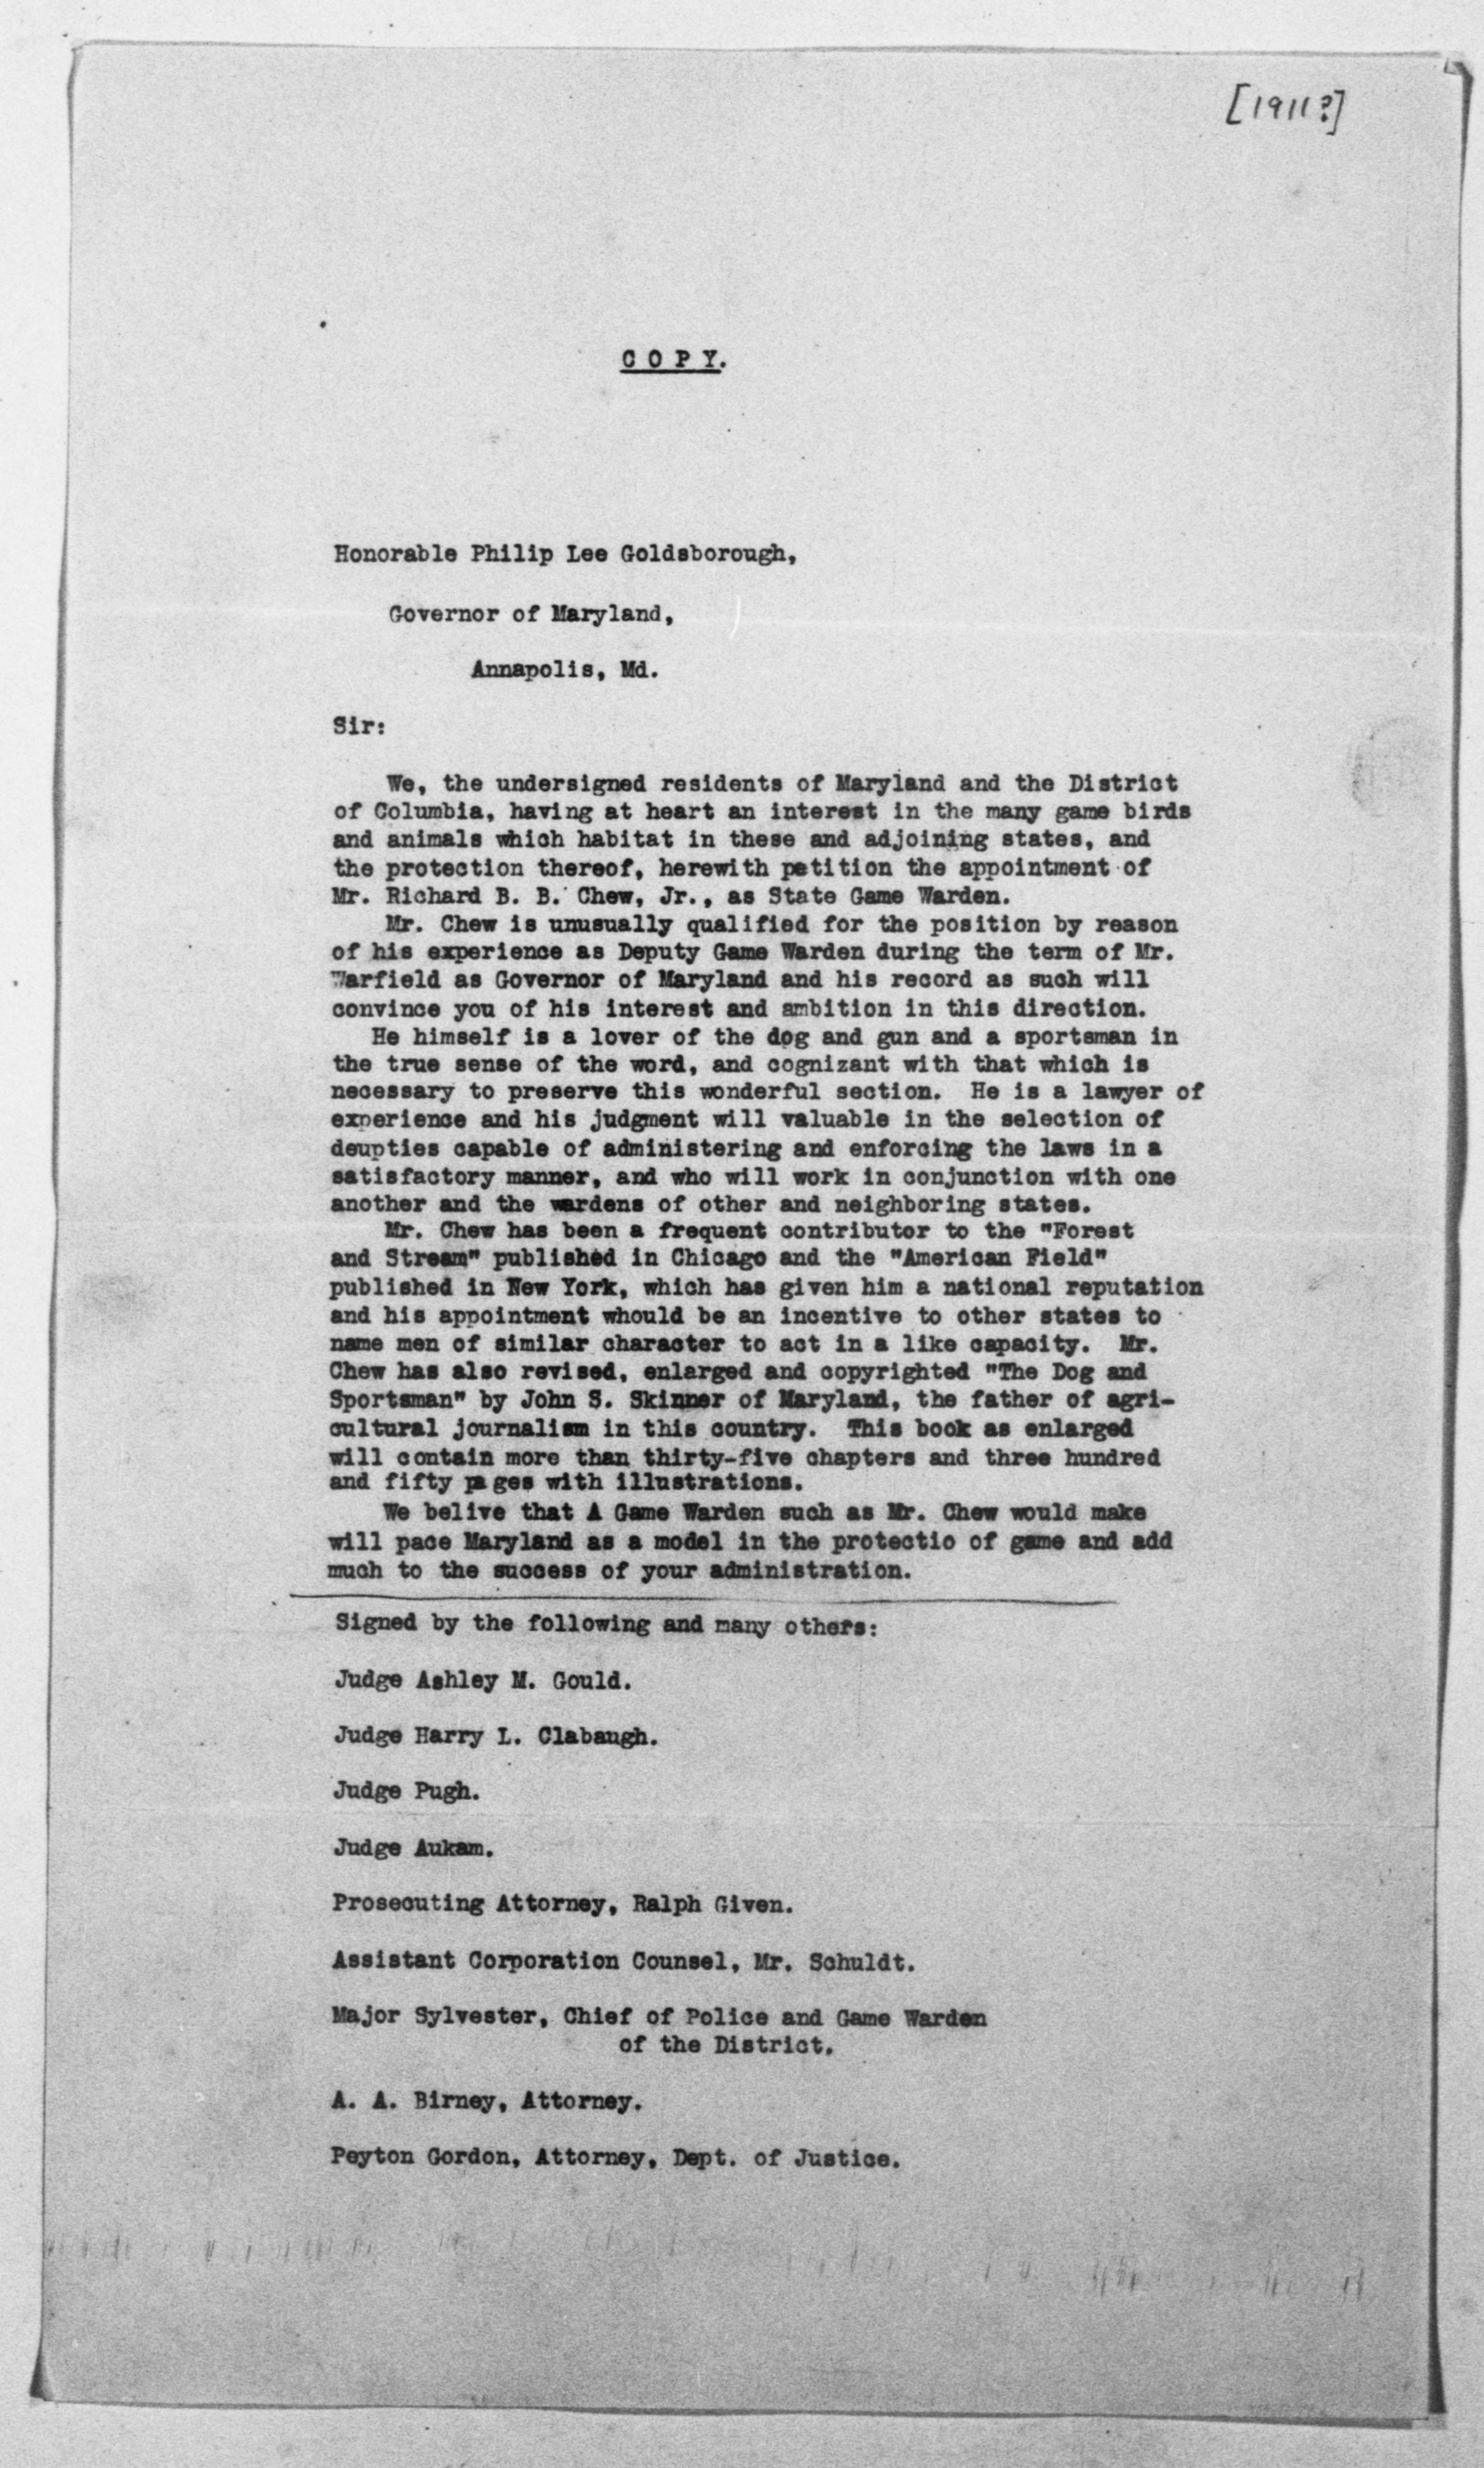 [1911?]
COPY.
Honorable Philip Lee Goldsborough,
Governor of Maryland,
Annapolis, Md.
Sir:
We, the undersigned residents of Maryland and the District
of Columbia, having at heart an interest in the many game birds
and animals which habitat in these and adjoining states, and
the protection thereof, herewith petition the appointment of
Mr. Richard B. B. Chew, Jr., as State Game Warden.
Mr. Chew is unusually qualified for the position by reason
of his experience as Deputy Game Warden during the term of Mr.
Warfield as Governor of Maryland and his record as such will
convince you of his interest and ambition in this direction.
He himself is a lover of the dog and gun and a sportsman in
the true sense of the word, and cognizant with that which is
necessary to preserve this wonderful section. He is a lawyer of
experience and his judgment will valuable in the selection of
deupties capable of administering and enforcing the laws in a
satisfactory manner, and who will work in conjunction with one
another and the wardens of other and neighboring states.
Mr. Chew has been a frequent contributor to the "Forest
and Stream" published in Chicago and the "American Field"
published in New York, which has given him a national reputation
and his appointment whould be an incentive to other states to
name men of similar character to act in a like capacity. Mr.
Chew has also revised, enlarged and copyrighted "The Dog and
Sportsman" by John S. Skinner of Maryland, the father of agri-
cultural journalism in this country. This book as enlarged
will contain more than thirty-five chapters and three hundred
and fifty pages with illustrations.
We belive that A Game Warden such as Mr. Chew would make
will pace Maryland as a model in the protectio of game and add
much to the success of your administration.
Signed by the following and many others:
Judge Ashley M. Gould.
Judge Harry L. Clabaugh.
Judge Pugh.
Judge Aukam.
Prosecuting Attorney, Ralph Given.
Assistant Corporation Counsel, Mr. Schuldt.
Major Sylvester, Chief of Police and Game Warden
of the District.
A. A. Birney, Attorney.
Peyton Gordon, Attorney, Dept. of Justice.